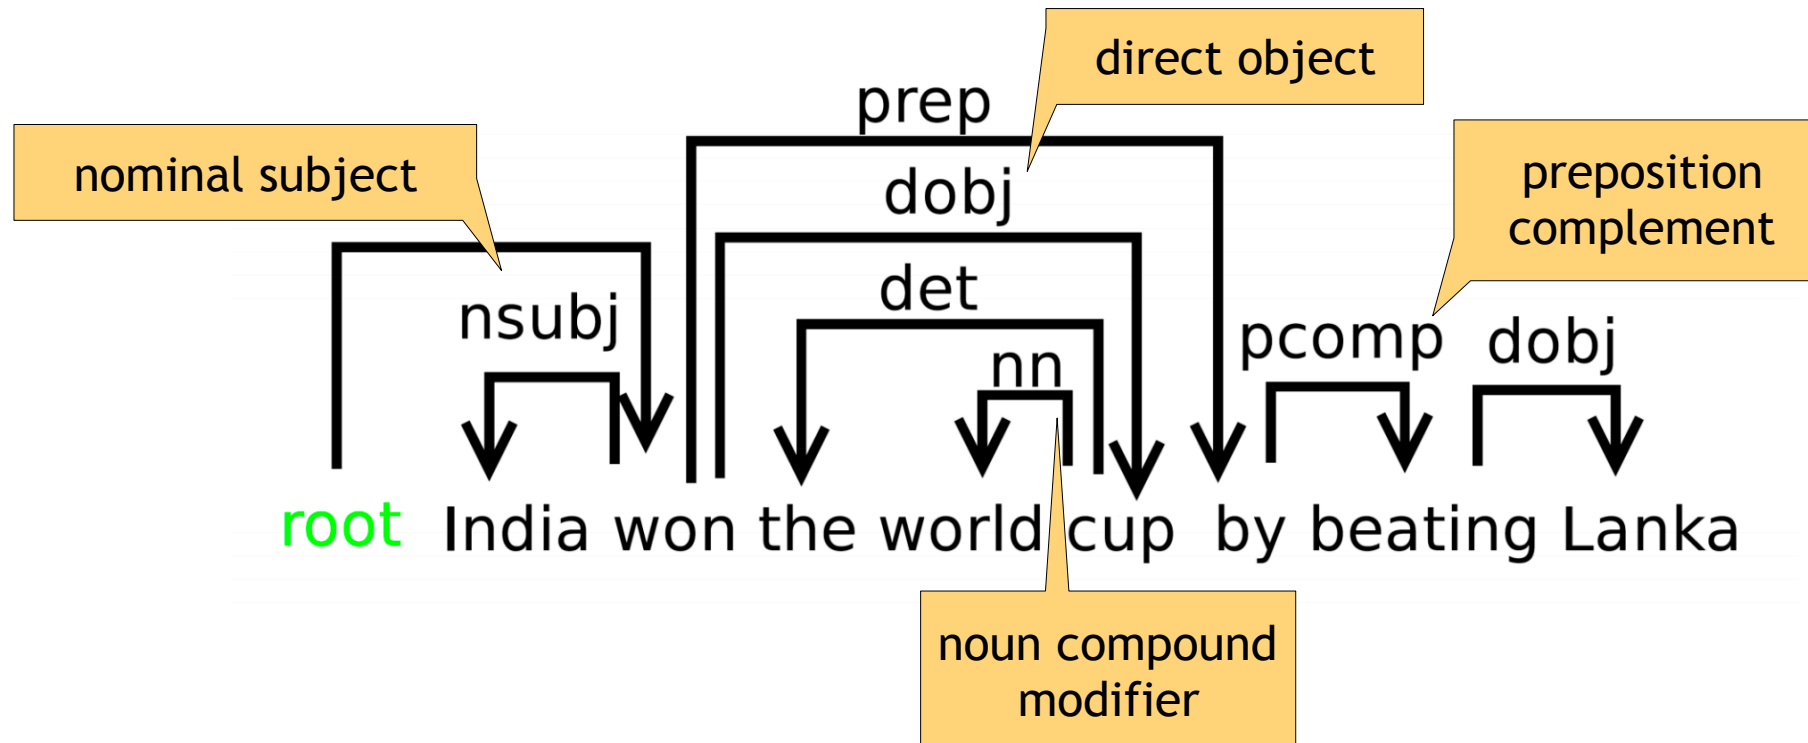 direct object
prep
nominal subject
dobj
preposition
complement
det
nsubj
pcomp
dobj
nn
root India won the world cup by beating Lanka
noun compound
modifier